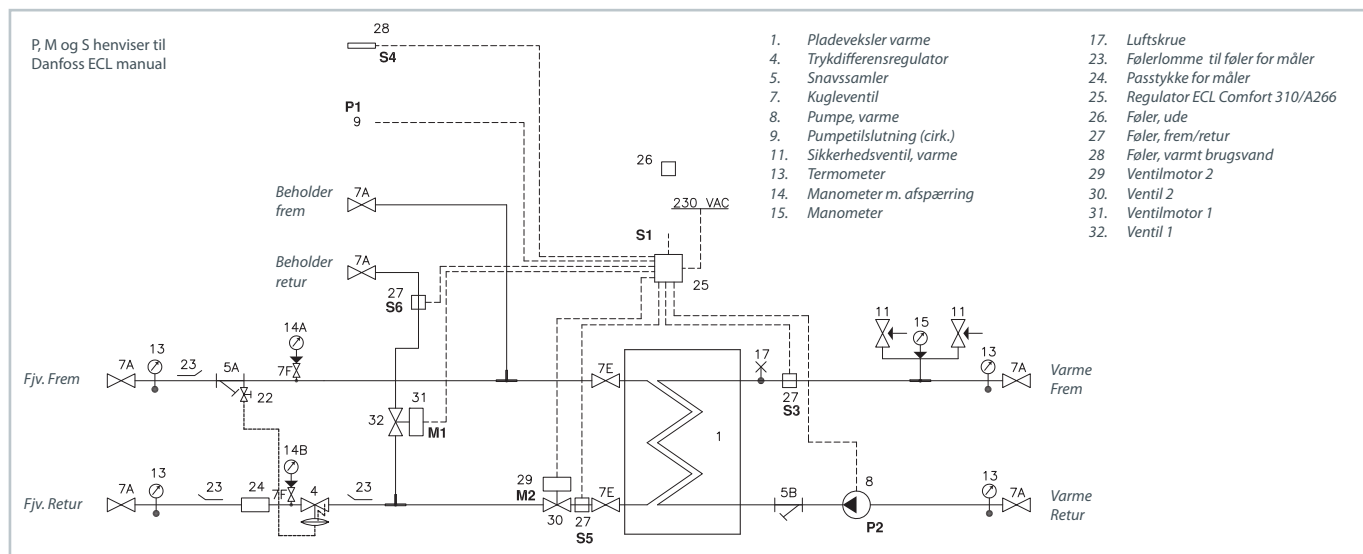 P, M og S henviser til
Danfoss ECL manual
28
S4
P1
9
26
Beholder
frem
7A
230 VAC
S1
Beholder
retur
7A
27
S6
25
1. Pladeveksler varme
4. Trykdifferensregulator
5. Snavssamler
7. Kugleventil
8. Pumpe, varme
9. Pumpetilslutning (cirk.)
11. Sikkerhedsventil, varme
13. Termometer
14. Manometer m. afspærring
15. Manometer
17. Luftskrue
23. Følerlomme til føler for måler
24. Passtykke for måler
25. Regulator ECL Comfort 310/A266
26. Føler, ude
27 Føler, frem/retur
28 Føler, varmt brugsvand
29 Ventilmotor 2
30. Ventil 2
31. Ventilmotor 1
32. Ventil 1
Fjv. Frem
7A
13
23
5A
22
14A
7F
32
31
M1
7E
1
17
27
S3
11
15
11
13
7A
Varme
Frem
Fjv. Retur
7A
13
23
24
14B
7F
4
23
29
M2
30
27
S5
7E
5B
8
P2
13
7A
Varme
Retur